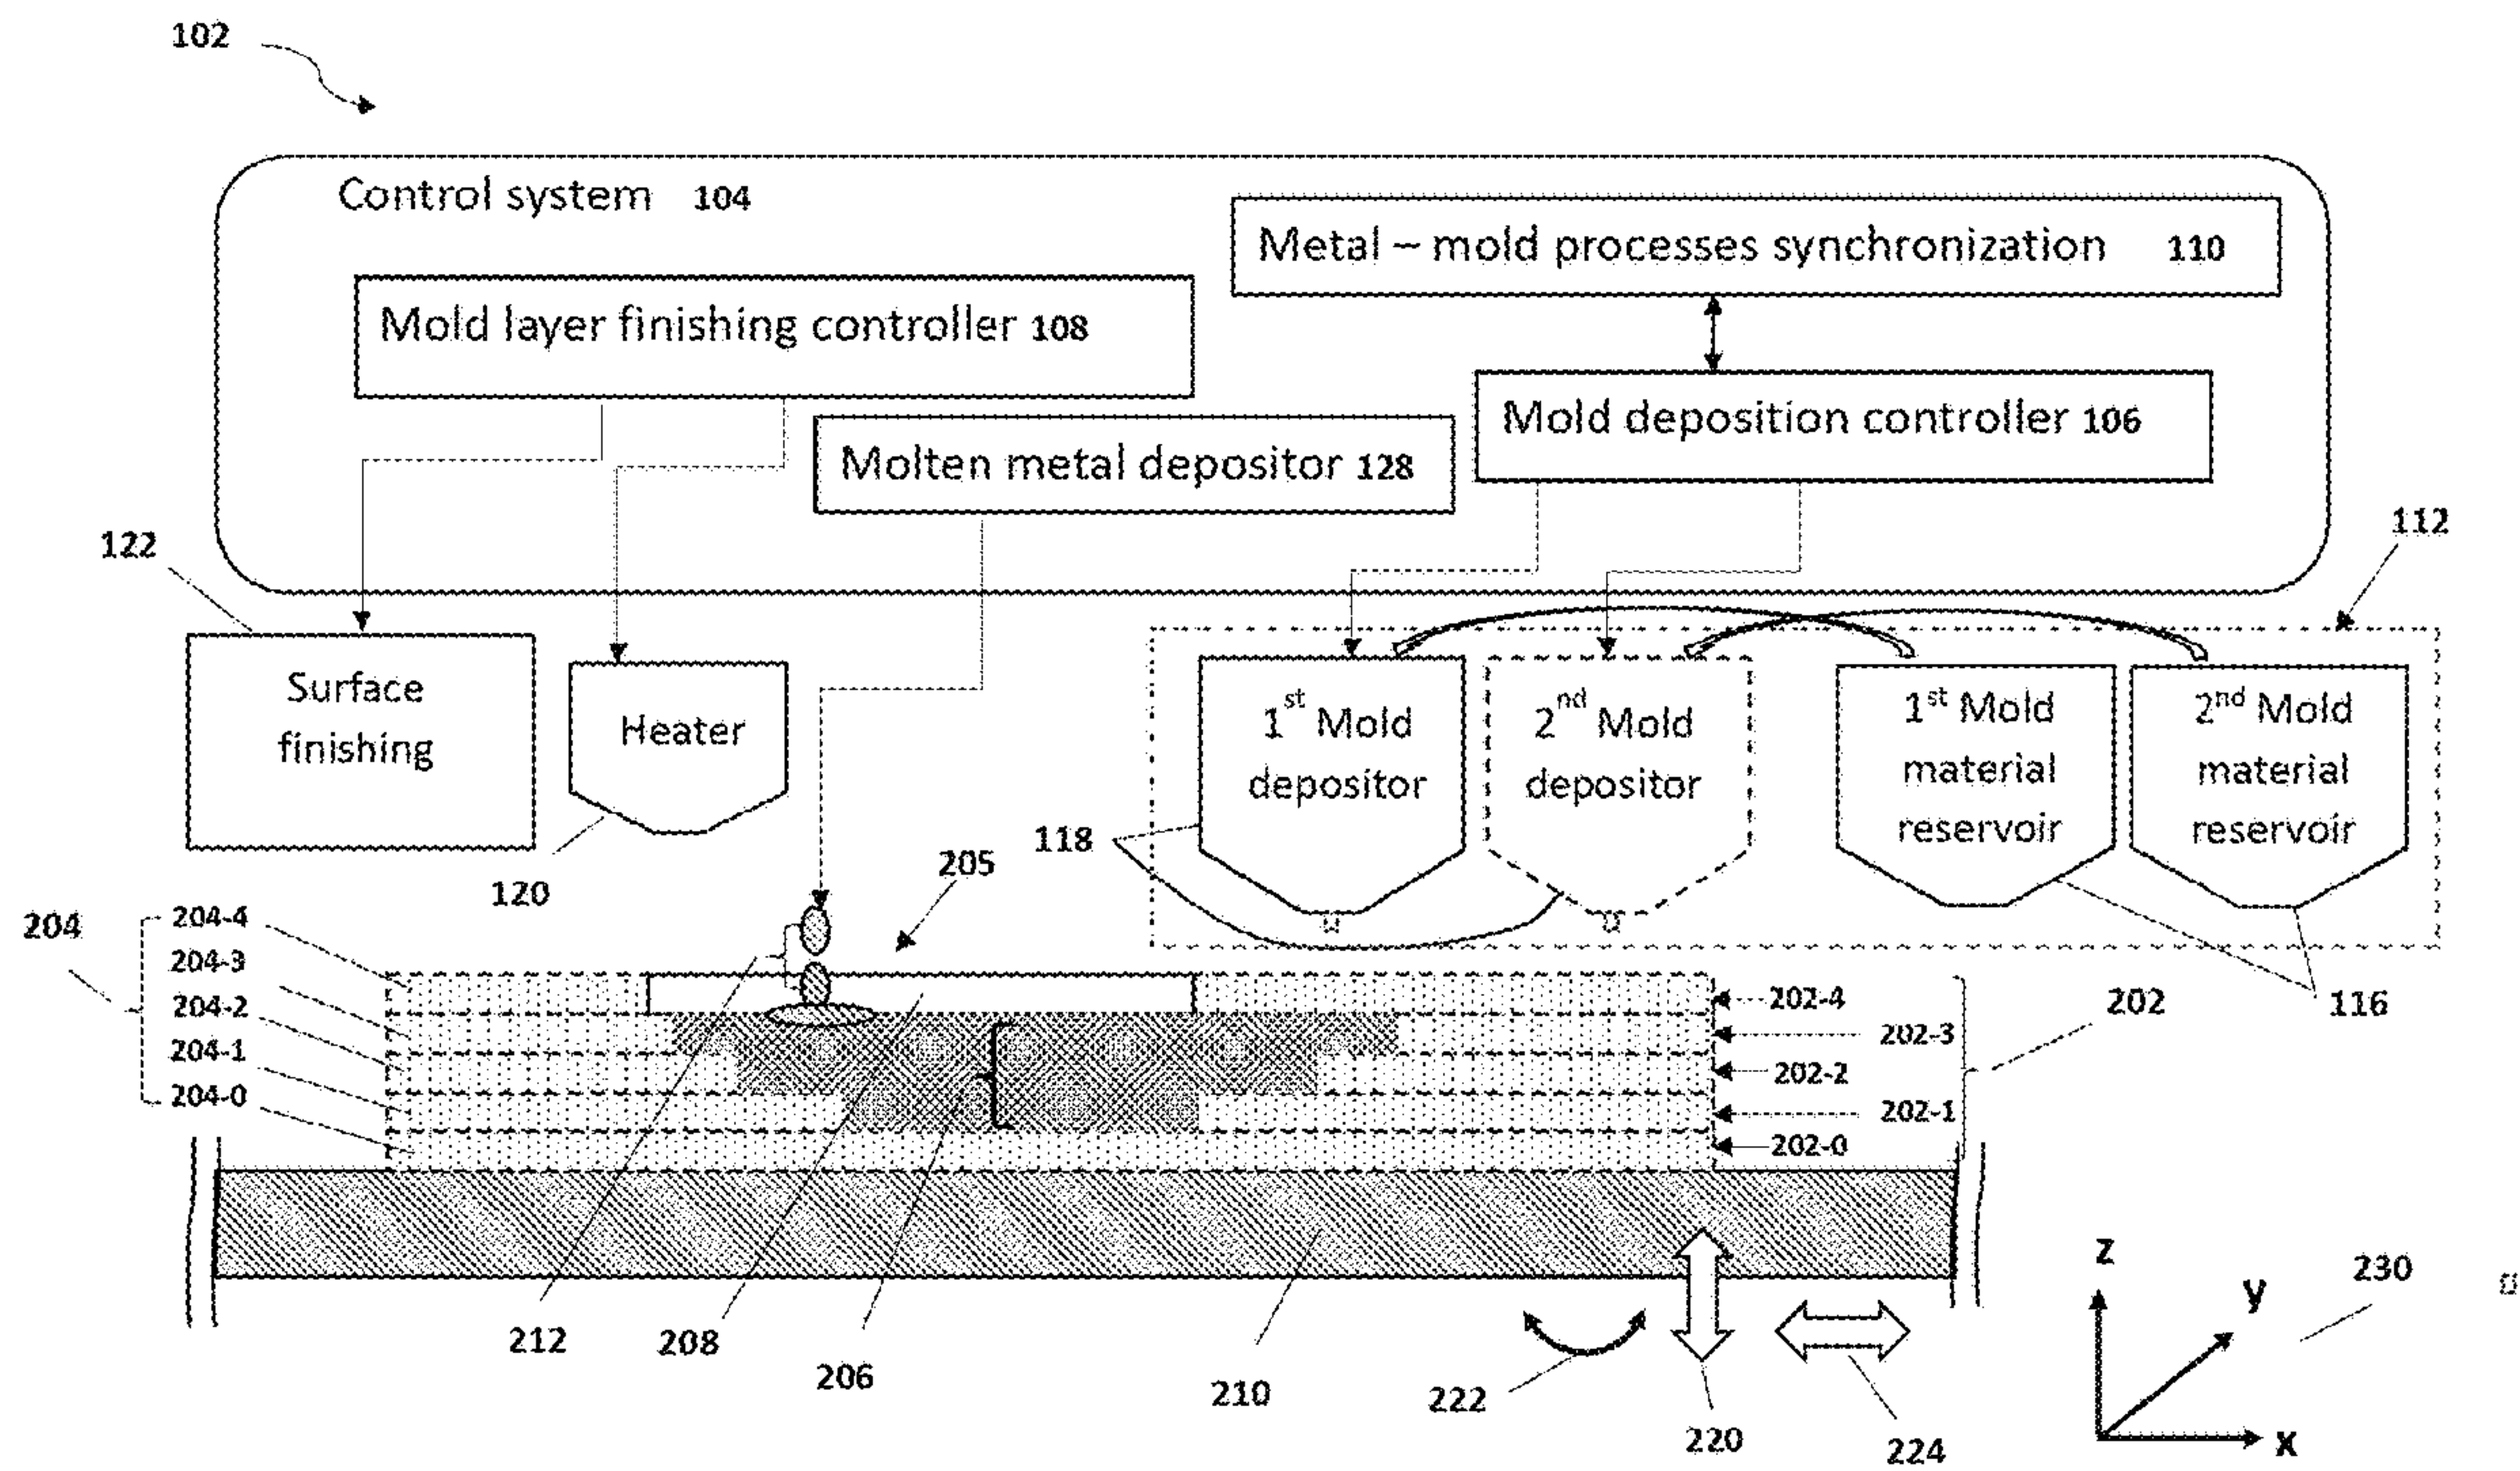 102
Control system 104
Metal – mold processes synchronization 110
Mold layer finishing controller 108
Mold deposition controller 106
Molten metal depositor 128
122
112
Surface
finishing
Heater
1st Mold
depositor
2nd Mold
depositor
1st Mold
material
reservoir
2nd Mold
material
reservoir
118
120
205
116
204
204-4
204-3
204-2
204-1
204-0
202-4
202-3
202-2
202-1
202-0
202
212
208
206
210
222
220
224
z
y
x
230